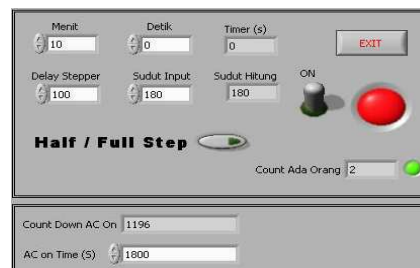 Menit Detik Timer (s)
10 0 0 EXIT
Delay Stepper Sudut Input Sudut Hitung ON
100 180 180
Half / Full Step
Count Ada Orang 2
Count Down AC On 1196
AC on Time (S) 1800